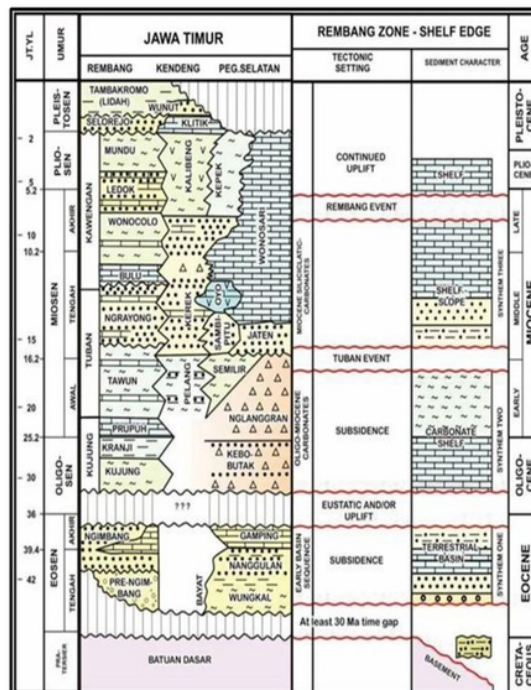 JAWA TIMUR
REMBANG ZONE - SHELF EDGE
JT.YL
UMUR
REMBANG KENDENG PEG.SELATAN
TECTONIC
SETTING
SEDIMENT CHARACTER
AGE
PLEIS-
TOSEN
TAMBAKROMO
(LIDAH)
WUNUT
SELOREJO
KLITIK
PLEISTO-
CENE
2
PLIO-
SEN
MUNDU
KALIBENG
V
V
KEPEK
V
CONTINUED
UPLIFT
SHELF
PLIO-
CENE
5.2
LEDOK
REMBANG EVENT
KAWENGAN
AKHIR
WONOCOLO
WONOSARI
LATE
10
10.2
MIOSEN
BULU
OYO
V
KEREK
MIOCENE SILICICLASTIC-
CARBONATES
SHELF
SLOPE
SYNTHEM THREE
MIDDLE
MIOCENE
TENGAH
NGRAYONG
SAMBI
PITU
JATEN
15
16.2
TUBAN
TUBAN EVENT
AWAL
TAWUN
PELANG
SEMILIR
NGLANGGRAN
20
OLIGO-MIOCENE
CARBONATES
SUBSIDENCE
CARBONATE
SHELF
SYNTHEM TWO
EARLY
25.2
OLIGO-
SEN
KUJUNG
PRUPUH
KRANJI
KUJUNG
KEBO-
BUTAK
OLIGO-
CENE
30
???
EUSTATIC AND/OR
UPLIFT
36
EOSEN
AKHIR
NGIMBANG
GAMPING
NANGGULAN
39.4
42
TENGAH
PRE-NGIM-
BANG
BAYAT
WUNGKAL
EARLY BASIN
SEQUENCE
SUBSIDENCE
TERRESTRIAL
BASIN
SYNTHEM ONE
EOCENE
At least 30 Ma time gap
PRA-
TERSIER
BATUAN DASAR
BASEMENT
CRETA-
CEOUS